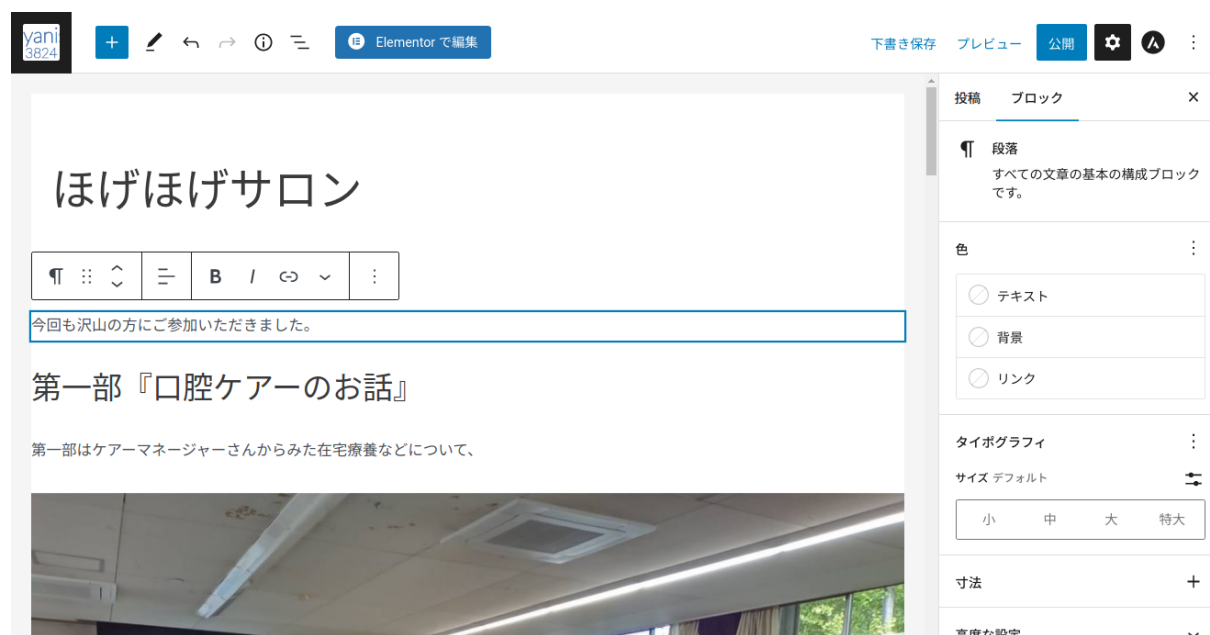 yani
3824
Elementor で編集
下書き保存
プレビュー
公開
投稿
ブロック
段落
すべての文章の基本の構成ブロック
です。
色
テキスト
背景
リンク
タイポグラフィ
サイズ デフォルト
小 中 大 特大
寸法
高度な設定
ほげほげサロン
B I
今回も沢山の方にご参加いただきました。
第一部『口腔ケアーのお話』
第一部はケアーマネージャーさんからみた在宅療養などについて、